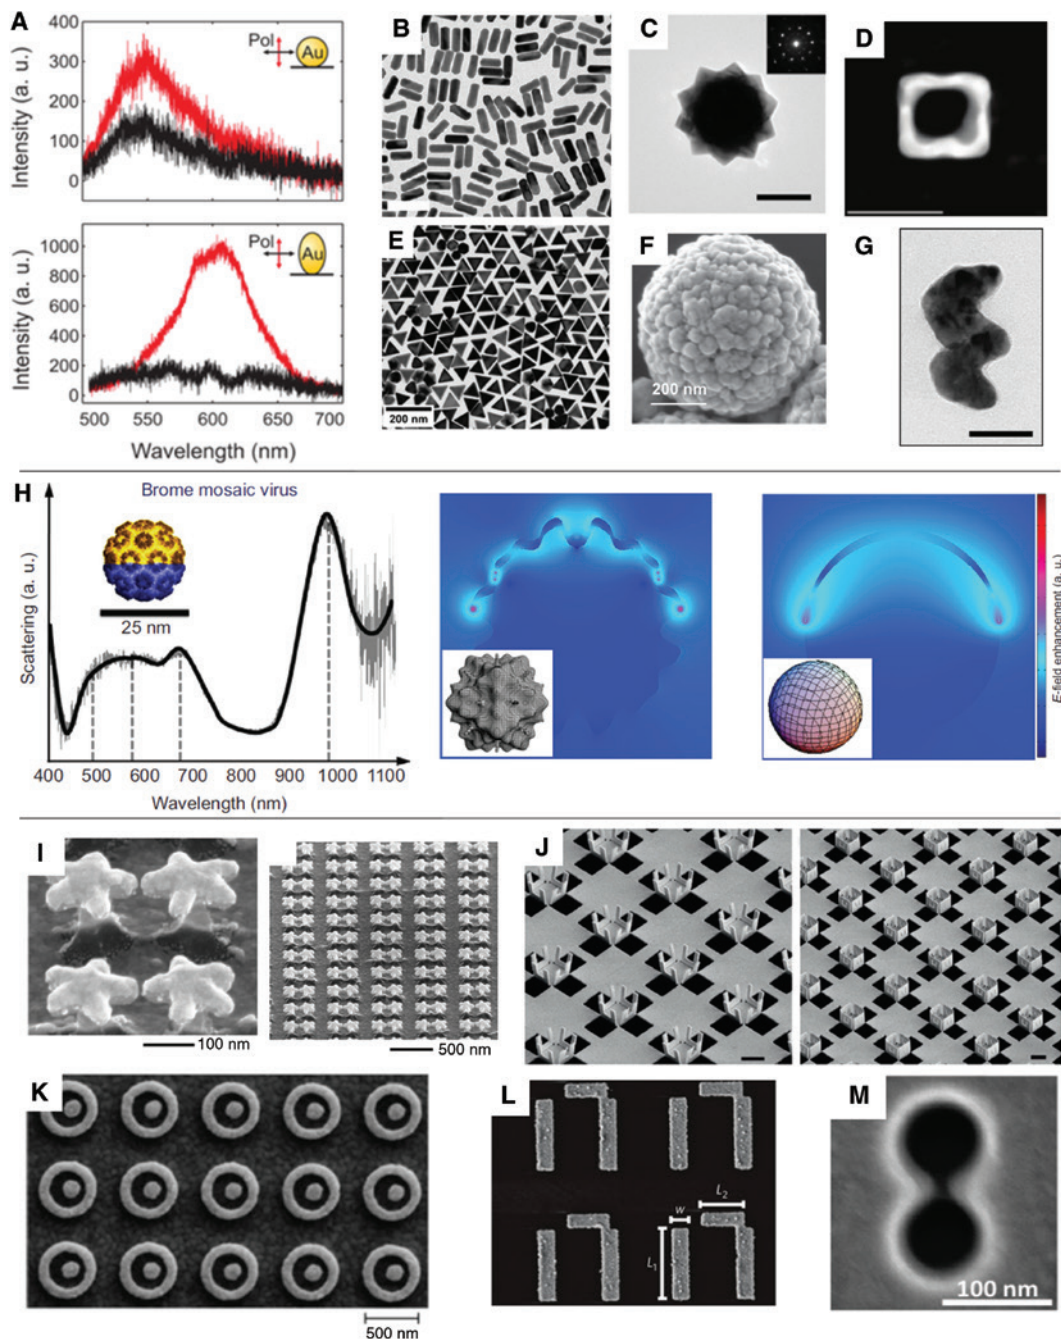 A
400
300
200
100
0
Intensity (a. u.)
Pol
Au
1000
800
600
400
200
0
Intensity (a. u.)
Pol
Au
500 550 600 650 700
Wavelength (nm)
B
C
D
E
200 nm
F
200 nm
G
H
Brome mosaic virus
25 nm
Scattering (a. u.)
400 500 600 700 800 900 1000 1100
Wavelength (nm)
E-field enhancement (a. u.)
I
100 nm
500 nm
J
K
500 nm
L
w
L2
L1
M
100 nm